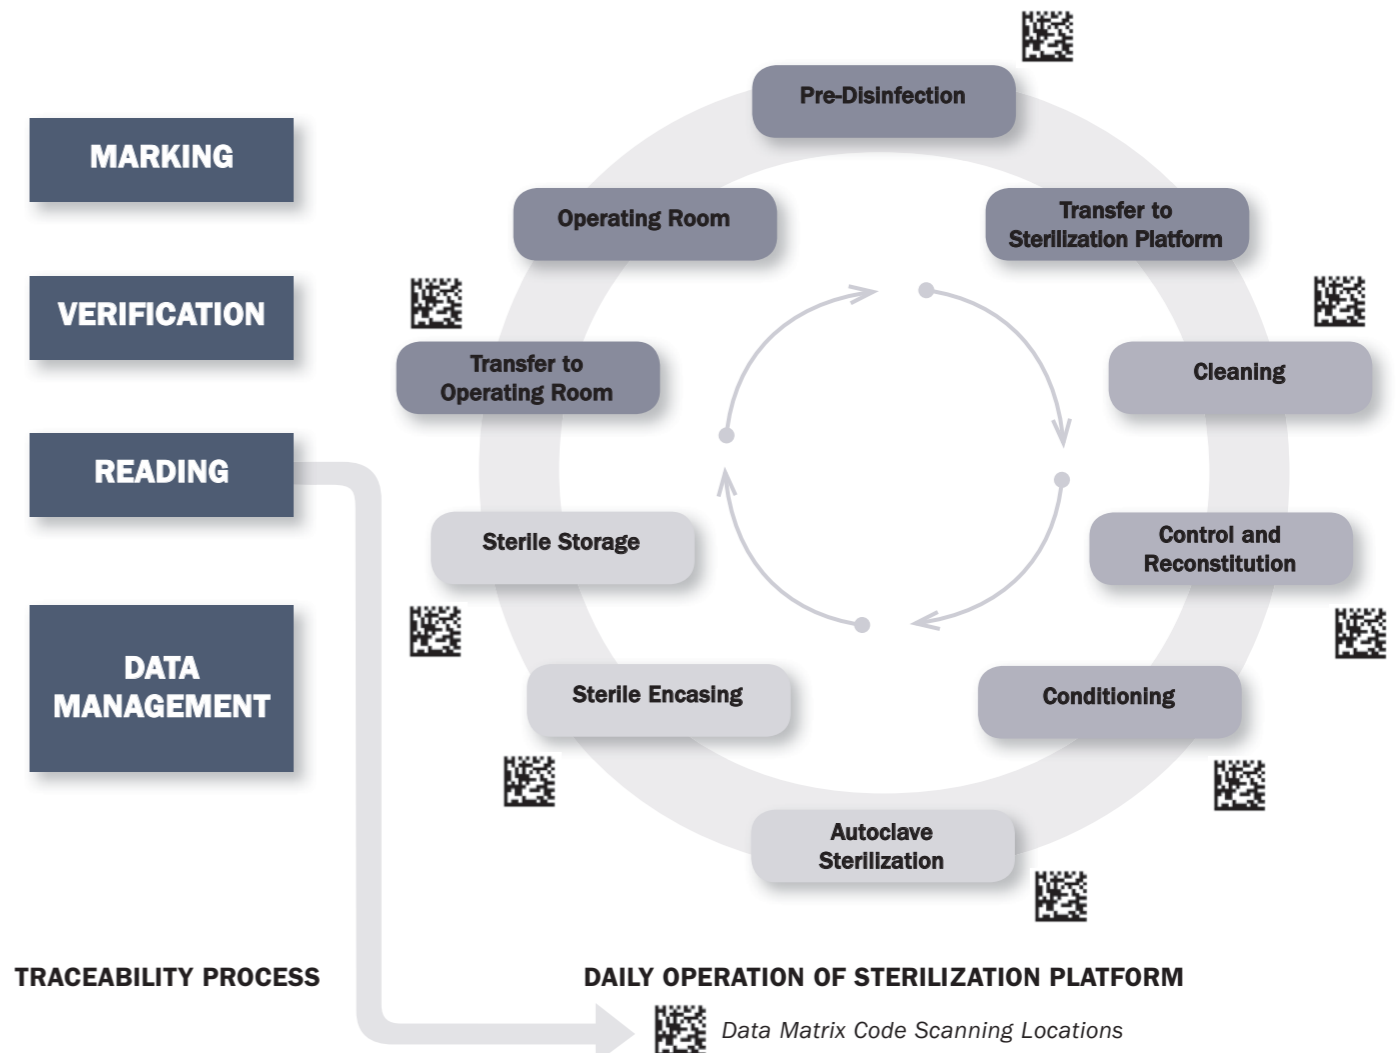 MARKING
VERIFICATION
READING
DATA
MANAGEMENT
TRACEABILITY PROCESS
Pre-Disinfection
Transfer to
Sterilization Platform
Cleaning
Control and
Reconstitution
Conditioning
Autoclave
Sterilization
Sterile Encasing
Sterile Storage
Transfer to
Operating Room
Operating Room
DAILY OPERATION OF STERILIZATION PLATFORM
Data Matrix Code Scanning Locations